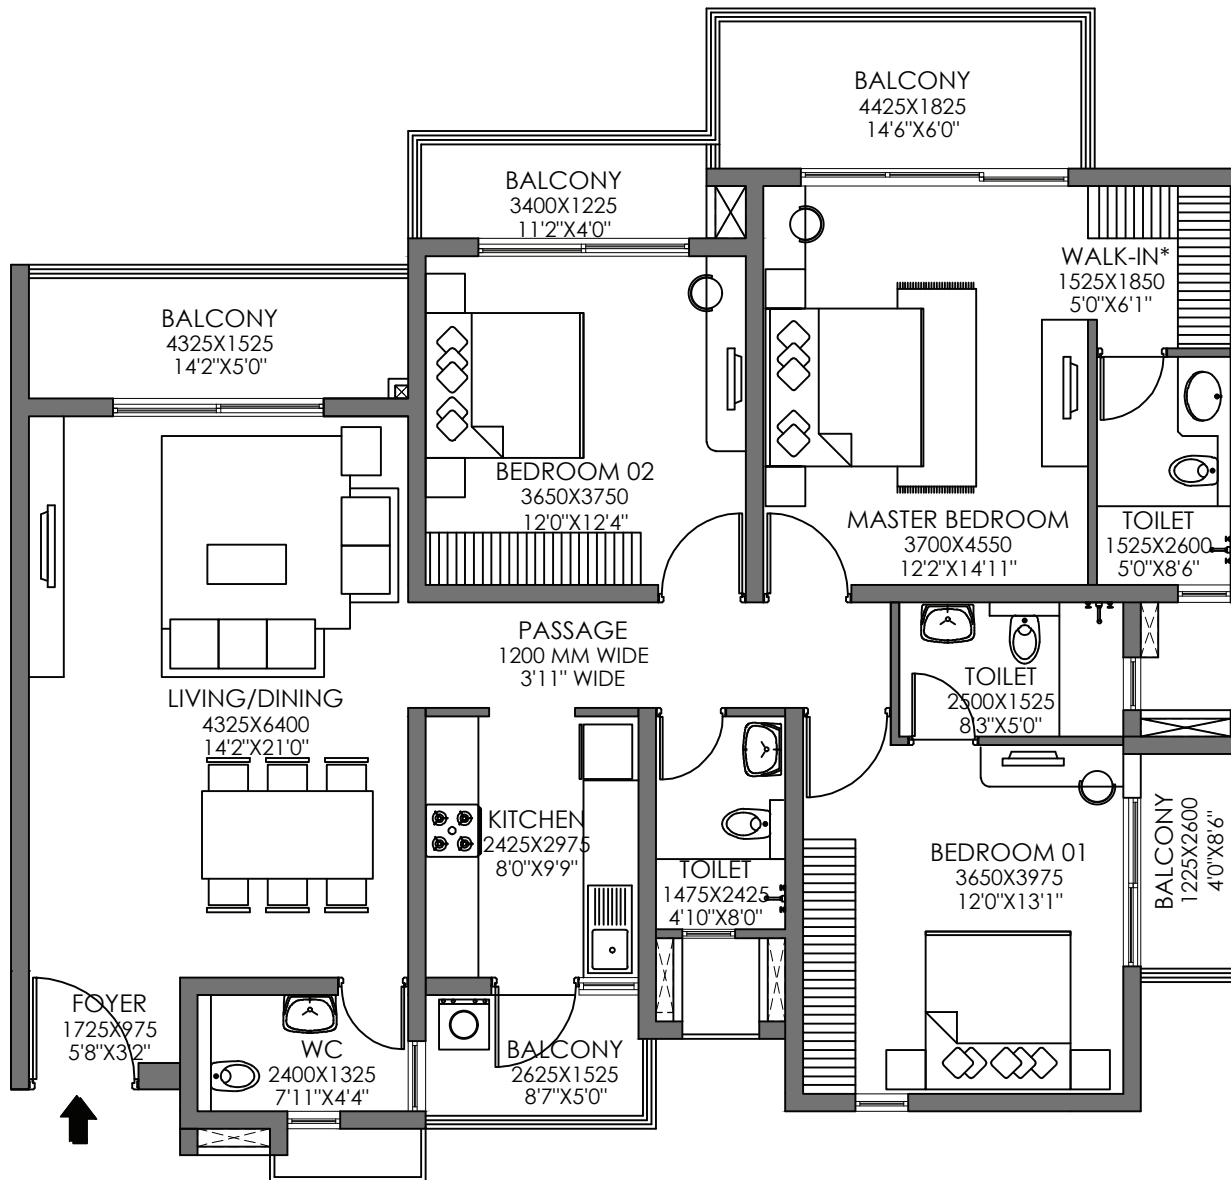 BALCONY
4425X1825
14'6"X6'0"
BALCONY
3400X1225
11'2"X4'0"
WALK-IN*
1525X1850
5'0"X6'1"
BALCONY
4325X1525
14'2"X5'0"
BEDROOM 02
3650X3750
12'0"X12'4"
MASTER BEDROOM
3700X4550
12'2"X14'11"
TOILET
1525X2600
5'0"X8'6"
PASSAGE
1200 MM WIDE
3'11" WIDE
LIVING/DINING
4325X6400
14'2"X21'0"
TOILET
2500X1525
8'3"X5'0"
KITCHEN
2425X2975
8'0"X9'9"
TOILET
1475X2425
4'10"X8'0"
BEDROOM 01
3650X3975
12'0"X13'1"
BALCONY
1225X2600
4'0"X8'6"
FOYER
1725X975
5'8"X3'2"
WC
2400X1325
7'11"X4'4"
BALCONY
2625X1525
8'7"X5'0"